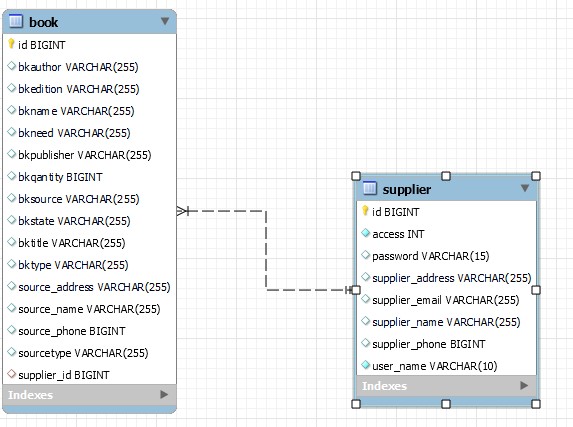 book
id BIGINT
bkauthor VARCHAR(255)
bkedition VARCHAR(255)
bkname VARCHAR(255)
bkneed VARCHAR(255)
bkpublisher VARCHAR(255)
bkqantity BIGINT
bksource VARCHAR(255)
bkstate VARCHAR(255)
bktitle VARCHAR(255)
bktype VARCHAR(255)
source_address VARCHAR(255)
source_name VARCHAR(255)
source_phone BIGINT
sourcetype VARCHAR(255)
supplier_id BIGINT
Indexes
supplier
id BIGINT
access INT
password VARCHAR(15)
supplier_address VARCHAR(255)
supplier_email VARCHAR(255)
supplier_name VARCHAR(255)
supplier_phone BIGINT
user_name VARCHAR(10)
Indexes